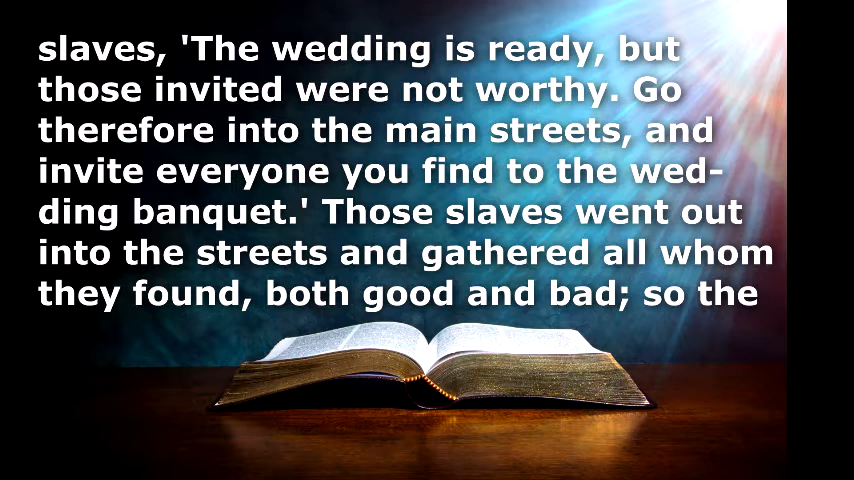 slaves, 'The wedding is ready, but
those invited were not worthy. Go
therefore into the main streets, and
invite everyone you find to the wed-
ding banquet.' Those slaves went out
into the streets and gathered all whom
they found, both good and bad; so the